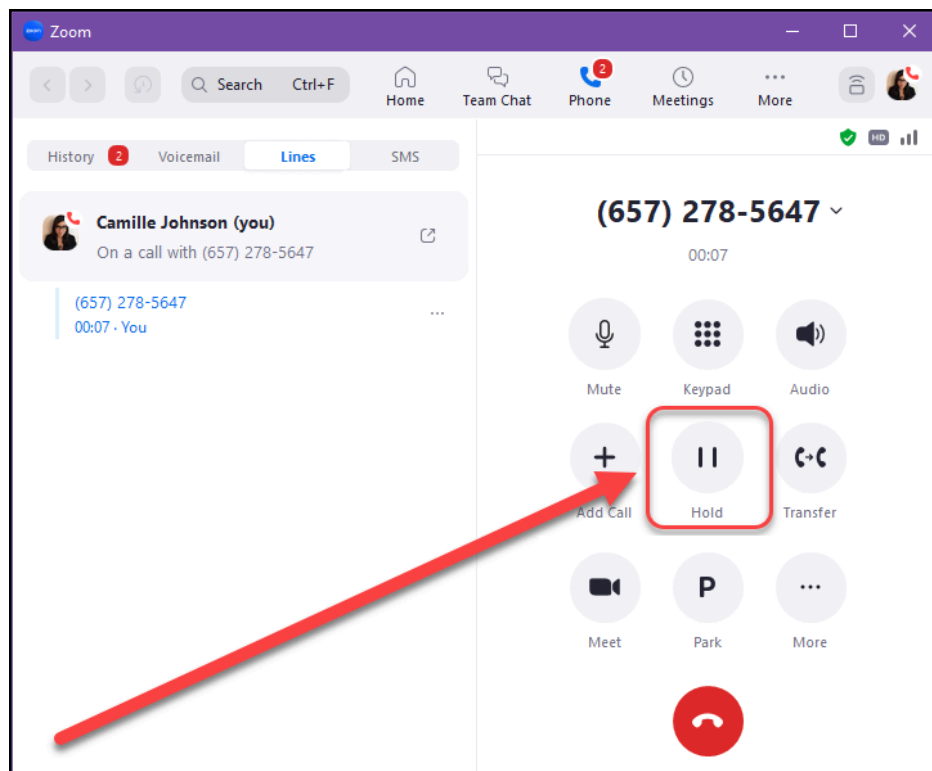 Zoom
Search Ctrl+F
Home
Team Chat
2
Phone
Meetings
More
HD
History 2 Voicemail Lines SMS
Camille Johnson (you)
On a call with (657) 278-5647
(657) 278-5647
00:07 · You
(657) 278-5647
00:07
Mute Keypad Audio
Add Call Hold Transfer
P
Meet Park More